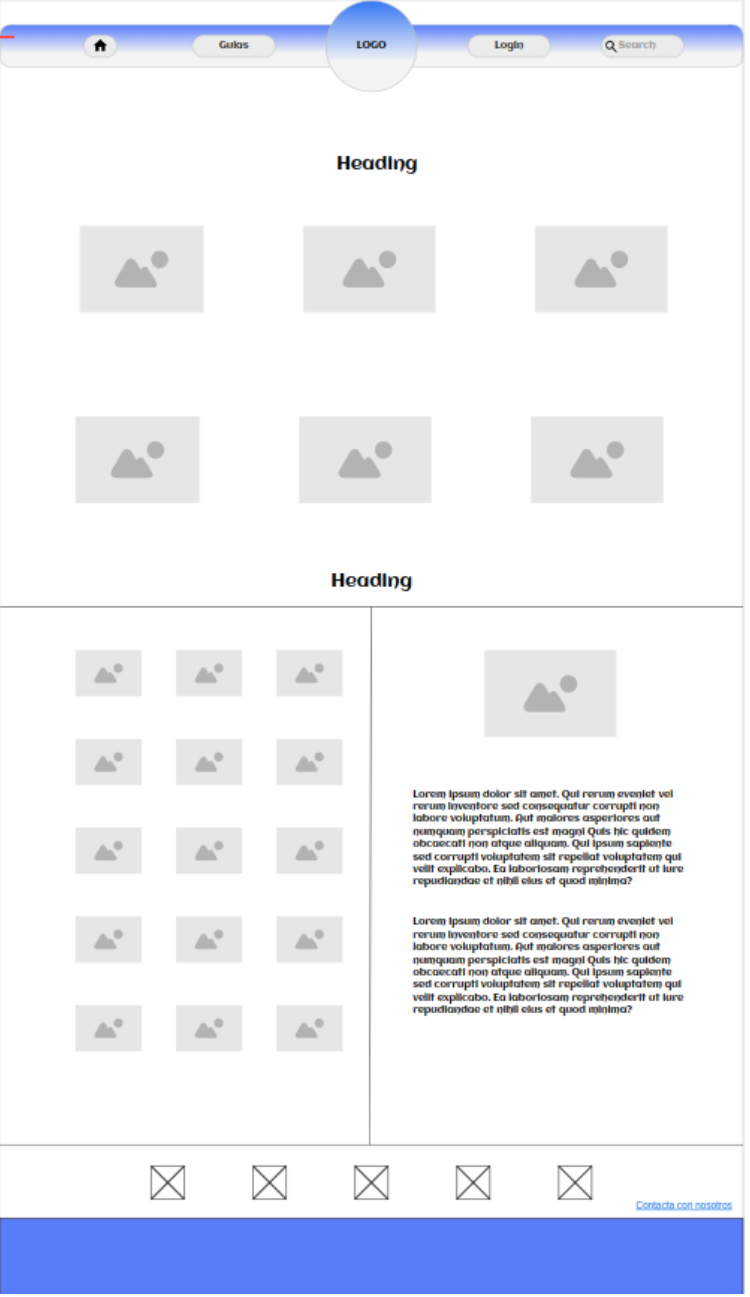 Guias
LOGO
Login
Search
Heading
Heading
Lorem ipsum dolor sit amet. Qui rerum eveniet vel
rerum inventore sed consequatur corrupti non
labore voluptatum. Aut maiores asperiores aut
numquam perspiciatis est magni Quis hic quidem
obcaecati non atque aliquam. Qui ipsum sapiente
sed corrupti voluptatem sit repellat voluptatem qui
velit explicabo. Ea laboriosam reprehenderit ut iure
repudiandae et nihil eius et quod minima?
Lorem ipsum dolor sit amet. Qui rerum eveniet vel
rerum inventore sed consequatur corrupti non
labore voluptatum. Aut maiores asperiores aut
numquam perspiciatis est magni Quis hic quidem
obcaecati non atque aliquam. Qui ipsum sapiente
sed corrupti voluptatem sit repellat voluptatem qui
velit explicabo. Ea laboriosam reprehenderit ut iure
repudiandae et nihil eius et quod minima?
Contacta con nosotros